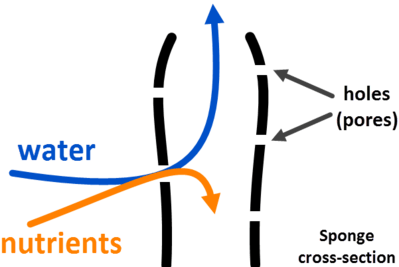 holes
(pores)
water
nutrients
Sponge
cross-section